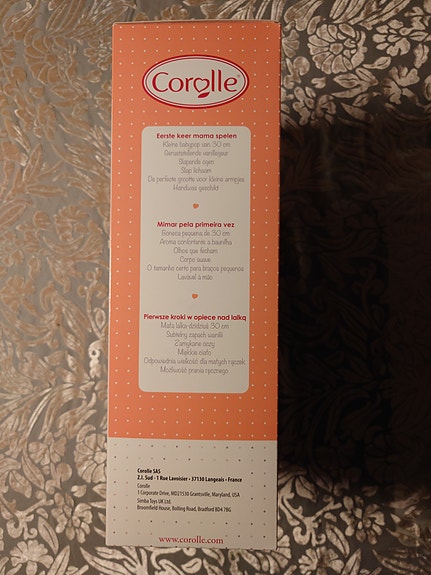 Corolle®
Eerste keer mama spelen
Kleine babypop van 30 cm
Geruststellende vanillegeur
Slapende ogen
Slap lichaam
De perfecte grootte voor kleine armpjes
Handwas geschikt
Mimar pela primeira vez
Boneca pequena de 30 cm
Aroma confortante a baunilha
Olhos que fecham
Corpo suave
O tamanho certo para braços pequenos
Lavável à mão
Pierwsze kroki w opiece nad lalką
Mała lalka-dzidziuś 30 cm
Subtelny zapach wanilii
Zamykane oczy
Miękkie ciało
Odpowiednia wielkość dla małych rączek
Możliwość prania ręcznego
Corolle SAS
Z.I. Sud - 1 Rue Lavoisier - 37130 Langeais - France
Corolle
1 Corporate Drive, MD21530 Grantsville, Maryland, USA
Simba Toys UK Ltd.
Broomfield House, Bolling Road, Bradford BD4 7BG
www.corolle.com